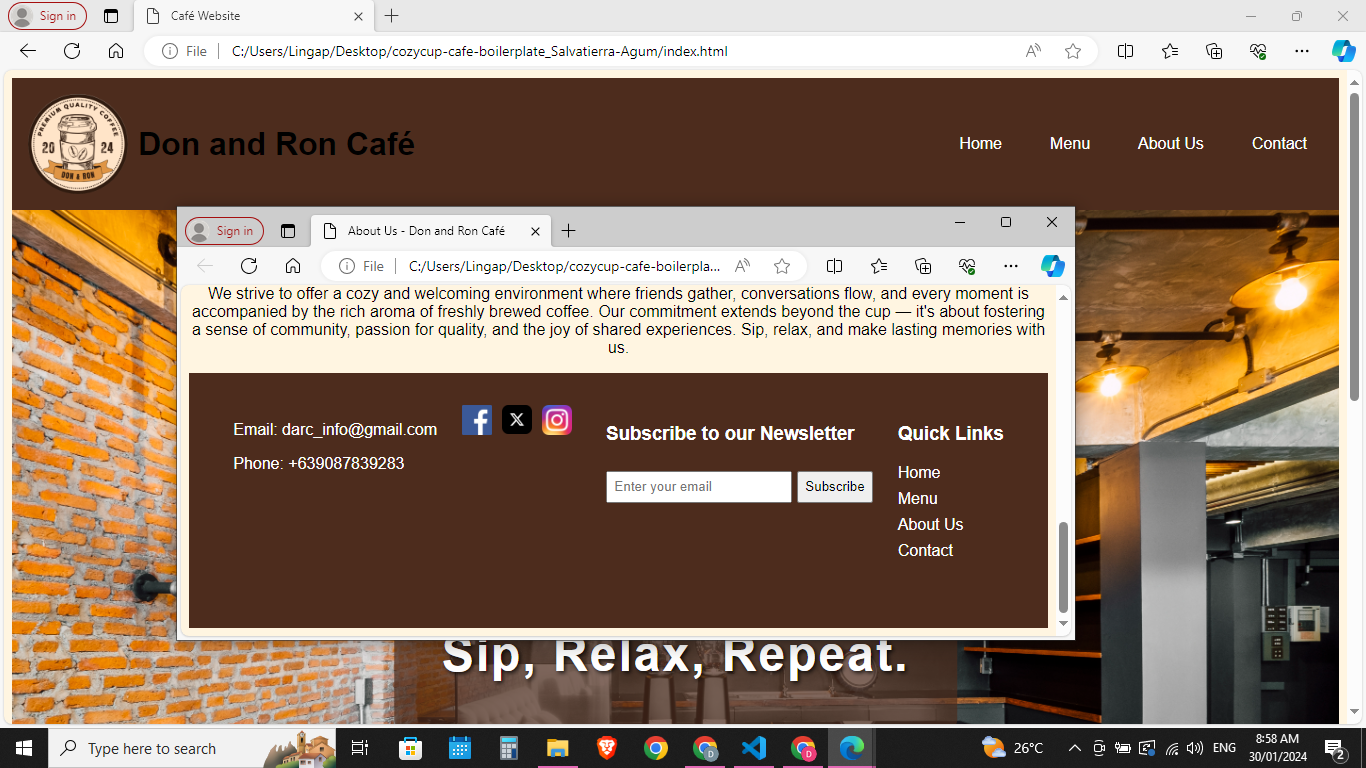 Sign in
Café Website
File
C:/Users/Lingap/Desktop/cozycup-cafe-boilerplate_Salvatierra-Agum/index.html
PREMIUM QUALITY COFFEE
20 24
DON & RON
Don and Ron Café
Home
Menu
About Us
Contact
Sign in
About Us - Don and Ron Café
File
C:/Users/Lingap/Desktop/cozycup-cafe-boilerpla...
We strive to offer a cozy and welcoming environment where friends gather, conversations flow, and every moment is
accompanied by the rich aroma of freshly brewed coffee. Our commitment extends beyond the cup — it's about fostering
a sense of community, passion for quality, and the joy of shared experiences. Sip, relax, and make lasting memories with
us.
Email: darc_info@gmail.com
Phone: +639087839283
Subscribe to our Newsletter
Enter your email
Subscribe
Quick Links
Home
Menu
About Us
Contact
Sip, Relax, Repeat.
Type here to search
26°C
ENG
8:58 AM
30/01/2024
2